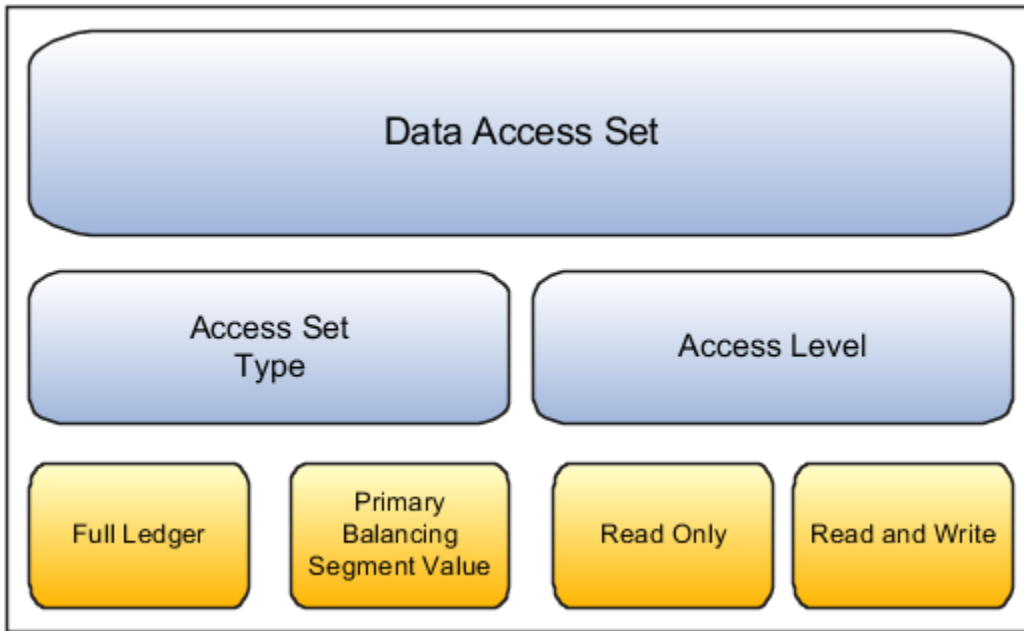 Data Access Set
Access Set
Type
Access Level
Full Ledger
Primary
Balancing
Segment Value
Read Only
Read and Write